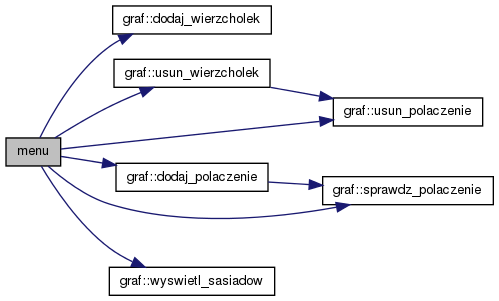 graf::dodaj_wierzcholek
graf::usun_wierzcholek
graf::usun_polaczenie
menu
graf::dodaj_polaczenie
graf::sprawdz_polaczenie
graf::wyswietl_sasiadow